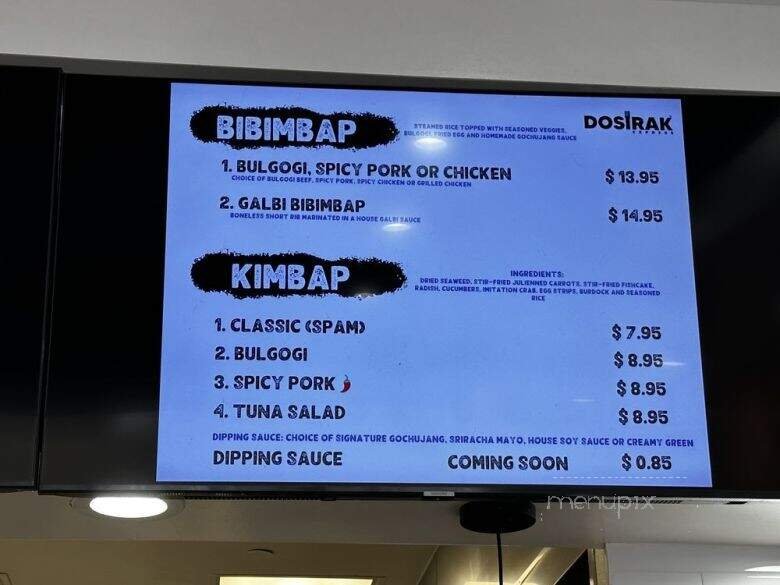 BIBIMBAP
STEAMED RICE TOPPED WITH SEASONED VEGGIES,
BULGOGI, FRIED EGG AND HOMEMADE GOCHUJANG SAUCE
DOSIRAK
EXPRESS
1. BULGOGI, SPICY PORK OR CHICKEN $ 13.95
CHOICE OF BULGOGI BEEF, SPICY PORK, SPICY CHICKEN OR GRILLED CHICKEN
2. GALBI BIBIMBAP $ 14.95
BONELESS SHORT RIB MARINATED IN A HOUSE GALBI SAUCE
KIMBAP
INGREDIENTS:
DRIED SEAWEED, STIR-FRIED JULIENNED CARROTS, STIR-FRIED FISHCAKE,
RADISH, CUCUMBERS, IMITATION CRAB, EGG STRIPS, BURDOCK AND SEASONED
RICE
1. CLASSIC (SPAM) $ 7.95
2. BULGOGI $ 8.95
3. SPICY PORK $ 8.95
4. TUNA SALAD $ 8.95
DIPPING SAUCE: CHOICE OF SIGNATURE GOCHUJANG, SRIRACHA MAYO, HOUSE SOY SAUCE OR CREAMY GREEN
DIPPING SAUCE COMING SOON $ 0.85
menupix